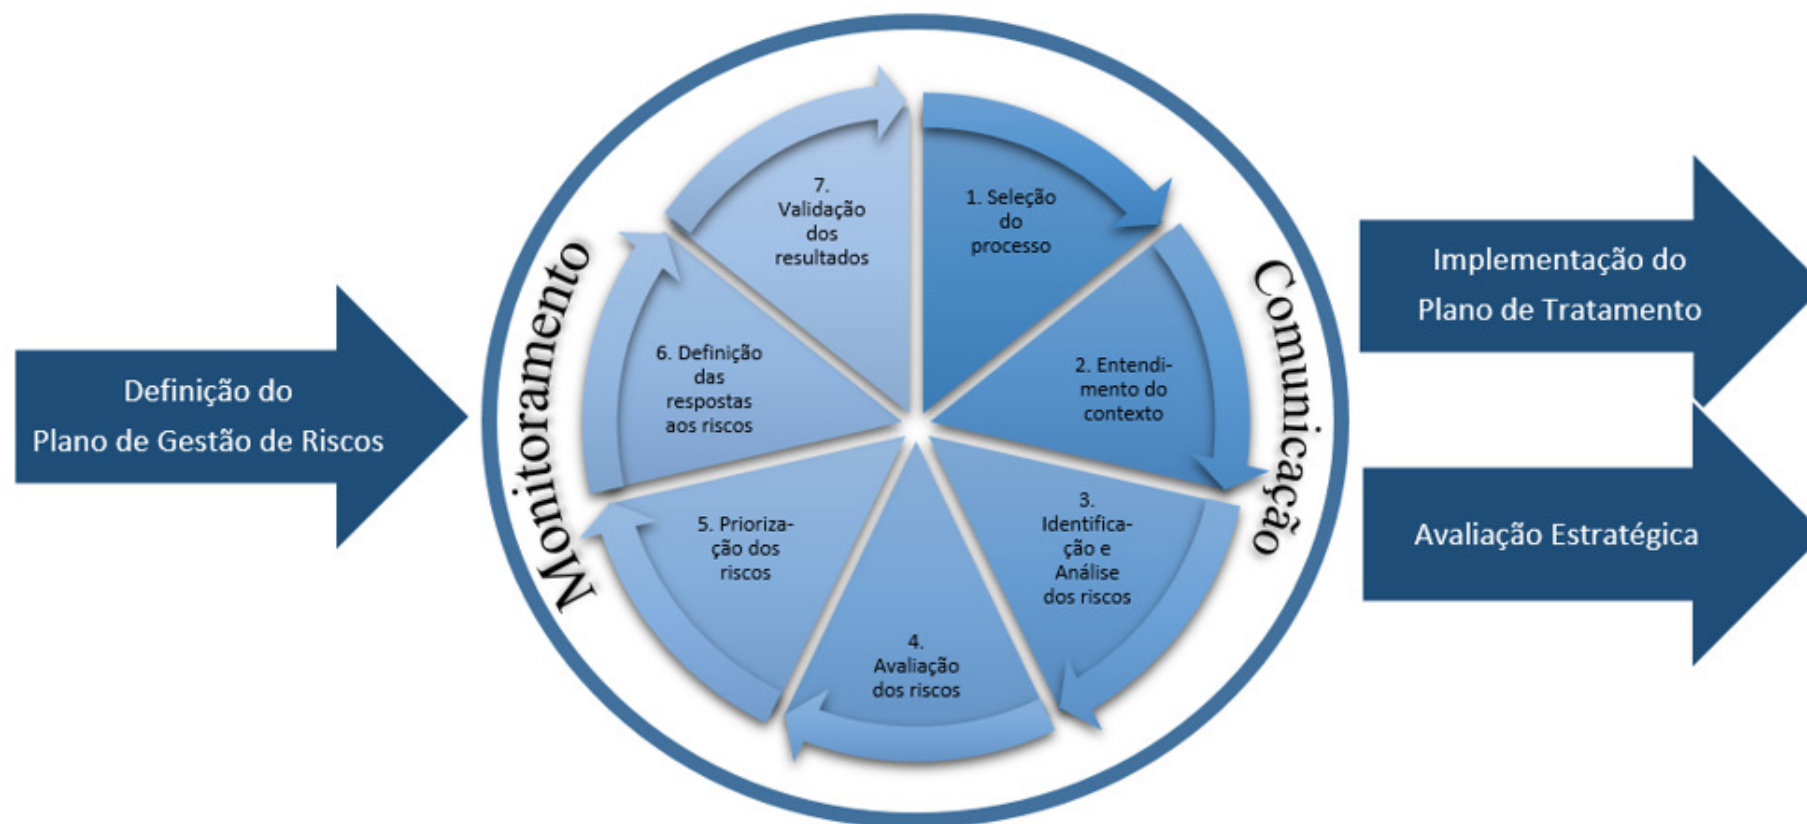 Definição do
Plano de Gestão de Riscos
Monitoramento
1. Seleção
do
processo
2. Entendi-
mento do
contexto
3.
Identifica-
ção e
Análise
dos riscos
4.
Avaliação
dos riscos
5. Prioriza-
ção dos
riscos
6. Definição
das
respostas
aos riscos
7.
Validação
dos
resultados
Comunicação
Implementação do
Plano de Tratamento
Avaliação Estratégica